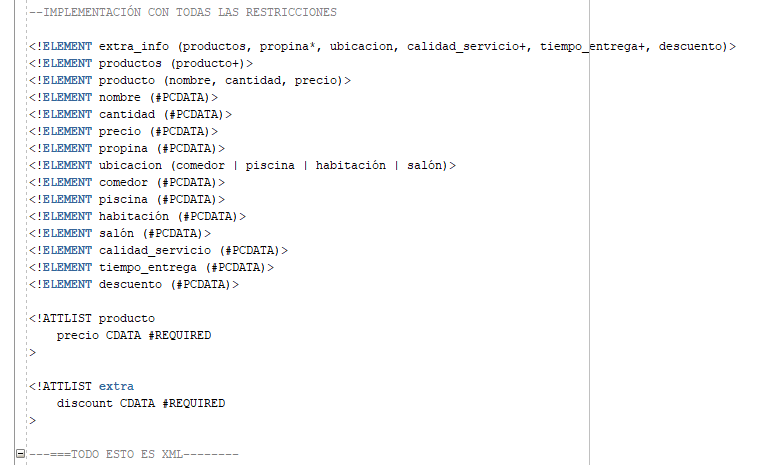 --IMPLEMENTACIÓN CON TODAS LAS RESTRICCIONES
<!ELEMENT extra_info (productos, propina*, ubicacion, calidad_servicio+, tiempo_entrega+, descuento)>
<!ELEMENT productos (producto+)>
<!ELEMENT producto (nombre, cantidad, precio)>
<!ELEMENT nombre (#PCDATA)>
<!ELEMENT cantidad (#PCDATA)>
<!ELEMENT precio (#PCDATA)>
<!ELEMENT propina (#PCDATA)>
<!ELEMENT ubicacion (comedor | piscina | habitación | salón)>
<!ELEMENT comedor (#PCDATA)>
<!ELEMENT piscina (#PCDATA)>
<!ELEMENT habitación (#PCDATA)>
<!ELEMENT salón (#PCDATA)>
<!ELEMENT calidad_servicio (#PCDATA)>
<!ELEMENT tiempo_entrega (#PCDATA)>
<!ELEMENT descuento (#PCDATA)>
<!ATTLIST producto
    precio CDATA #REQUIRED
>
<!ATTLIST extra
    discount CDATA #REQUIRED
>
---===TODO ESTO ES XML--------